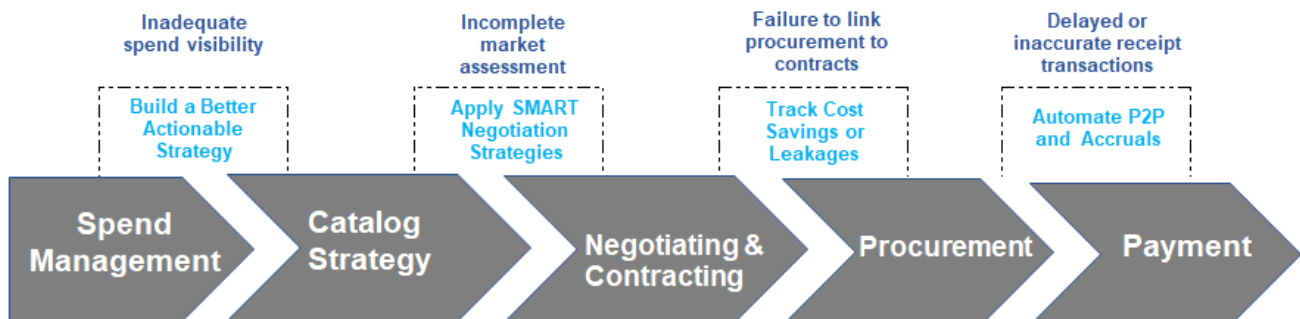 Inadequate
spend visibility
Incomplete
market
assessment
Failure to link
procurement to
contracts
Delayed or
inaccurate receipt
transactions
Build a Better
Actionable
Strategy
Apply SMART
Negotiation
Strategies
Track Cost
Savings or
Leakages
Automate P2P
and Accruals
Spend
Management
Catalog
Strategy
Negotiating &
Contracting
Procurement
Payment